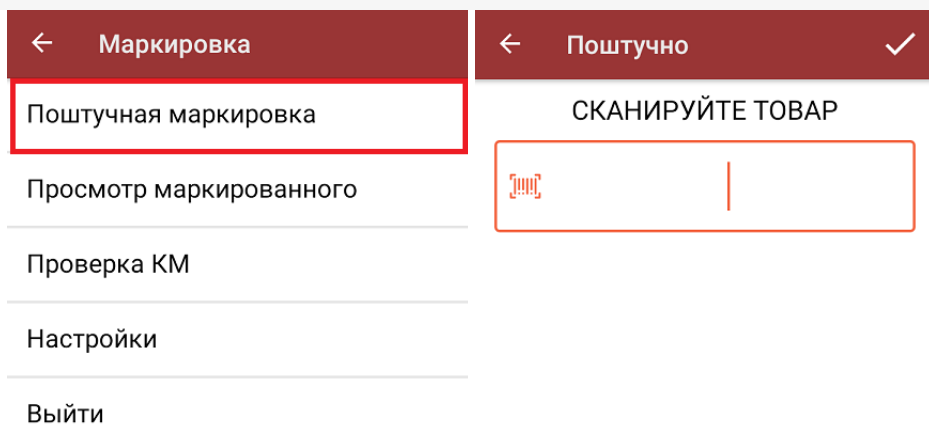 Маркировка
Поштучная маркировка
Просмотр маркированного
Проверка КМ
Настройки
Выйти
Поштучно
СКАНИРУЙТЕ ТОВАР